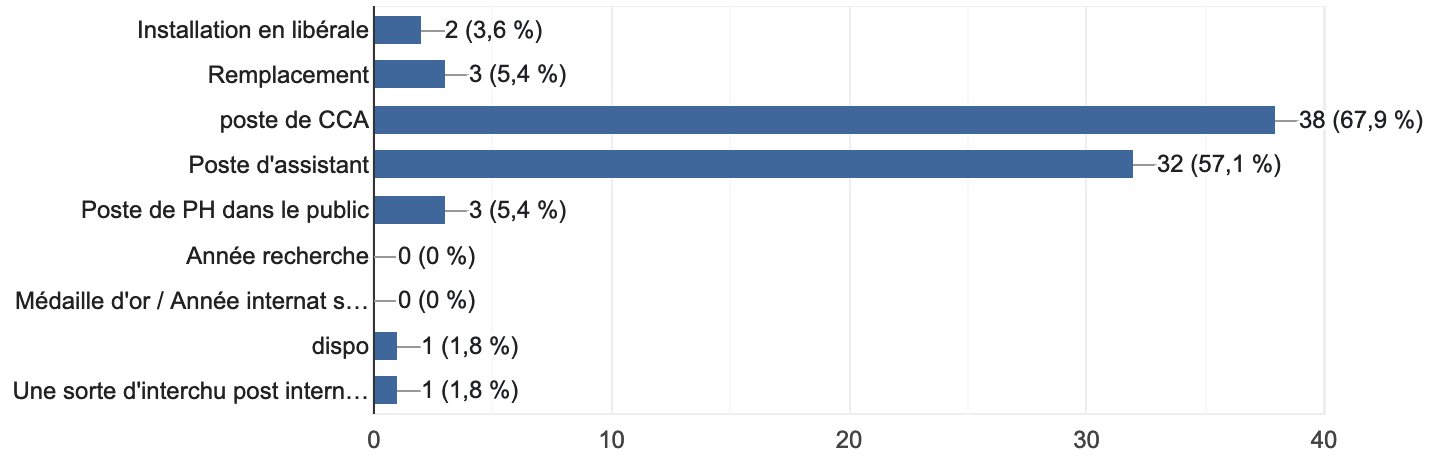 Installation en libérale 2 (3,6 %)
Remplacement 3 (5,4 %)
poste de CCA 38 (67,9 %)
Poste d'assistant 32 (57,1 %)
Poste de PH dans le public 3 (5,4 %)
Année recherche 0 (0 %)
Médaille d'or / Année internat s… 0 (0 %)
dispo 1 (1,8 %)
Une sorte d'interchu post intern… 1 (1,8 %)
0 10 20 30 40